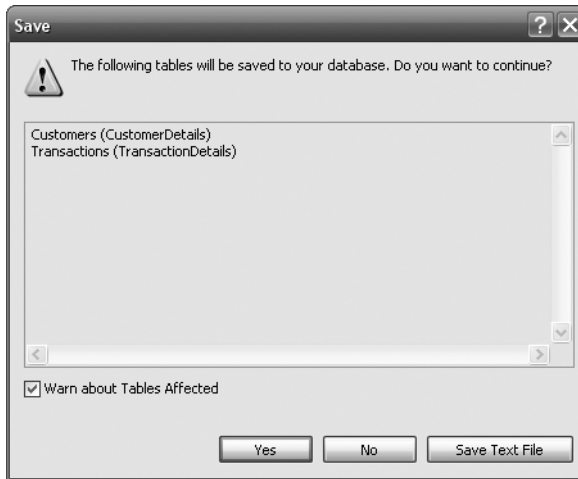 Save
The following tables will be saved to your database. Do you want to continue?
Customers (CustomerDetails)
Transactions (TransactionDetails)
Warn about Tables Affected
Yes No Save Text File